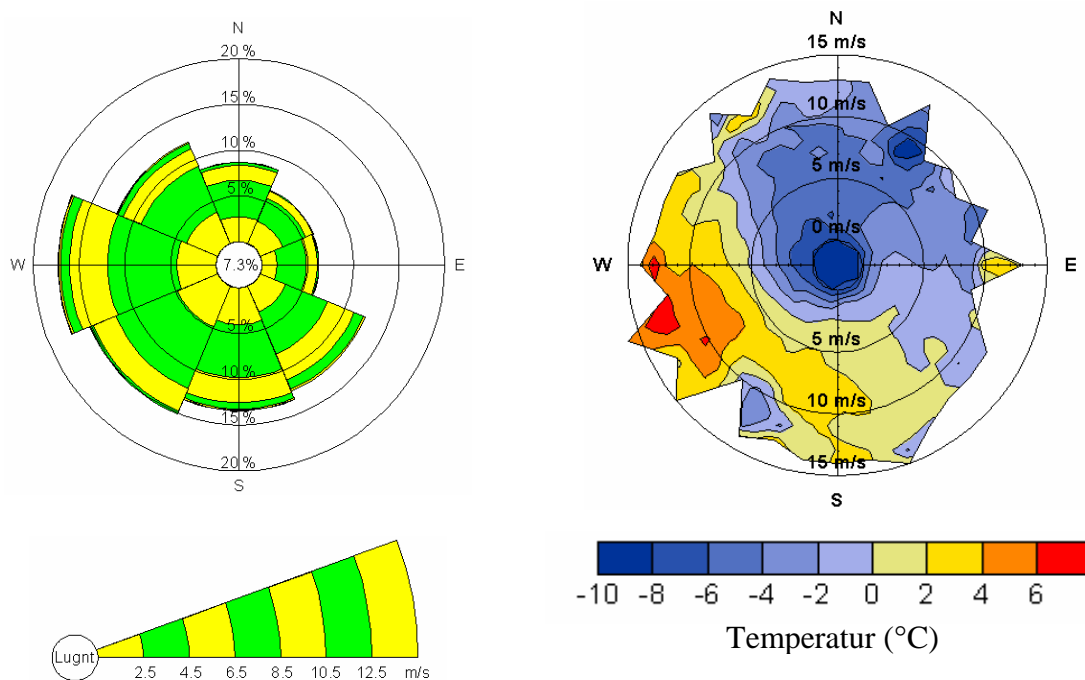 N
20 %
15 %
10 %
5 %
W
7.3%
E
5 %
10 %
15 %
20 %
S
Lugnt
2.5 4.5 6.5 8.5 10.5 12.5 m/s
N
15 m/s
10 m/s
5 m/s
0 m/s
W
E
5 m/s
10 m/s
15 m/s
S
-10 -8 -6 -4 -2 0 2 4 6
Temperatur (°C)